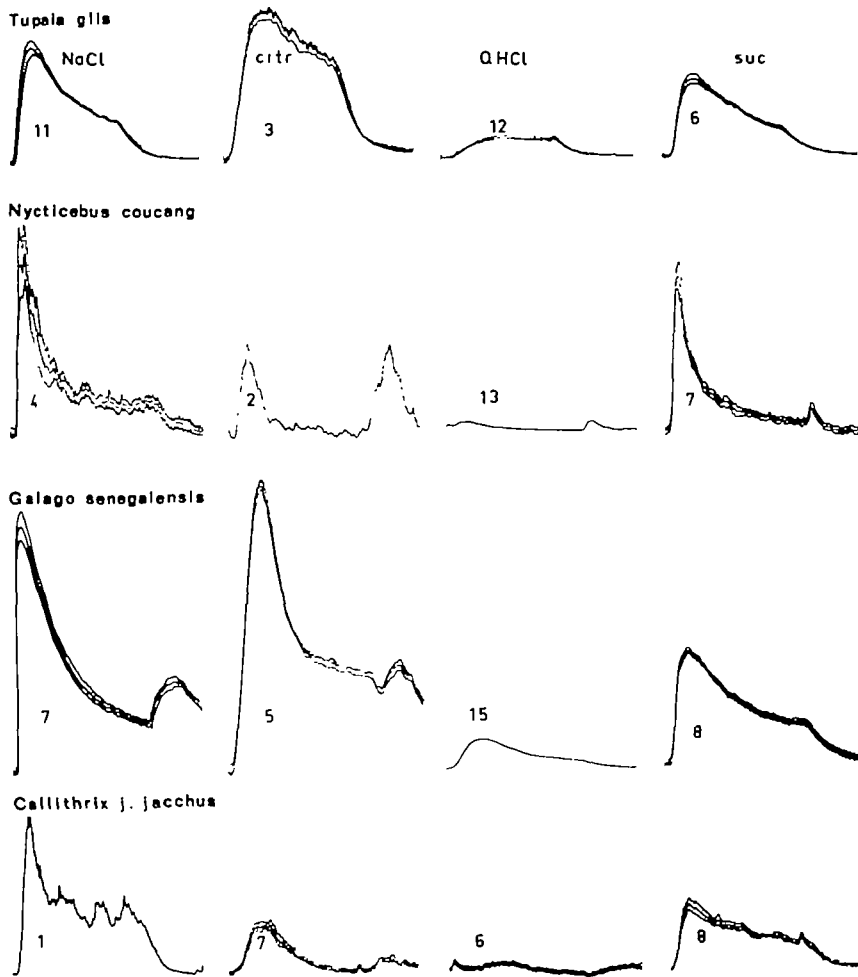 Tupaia glis
NaCl citr QHCl suc
11 3 12 6
Nycticebus coucang
4 2 13 7
Galago senegalensis
7 5 15 8
Callithrix j. jacchus
1 7 6 8